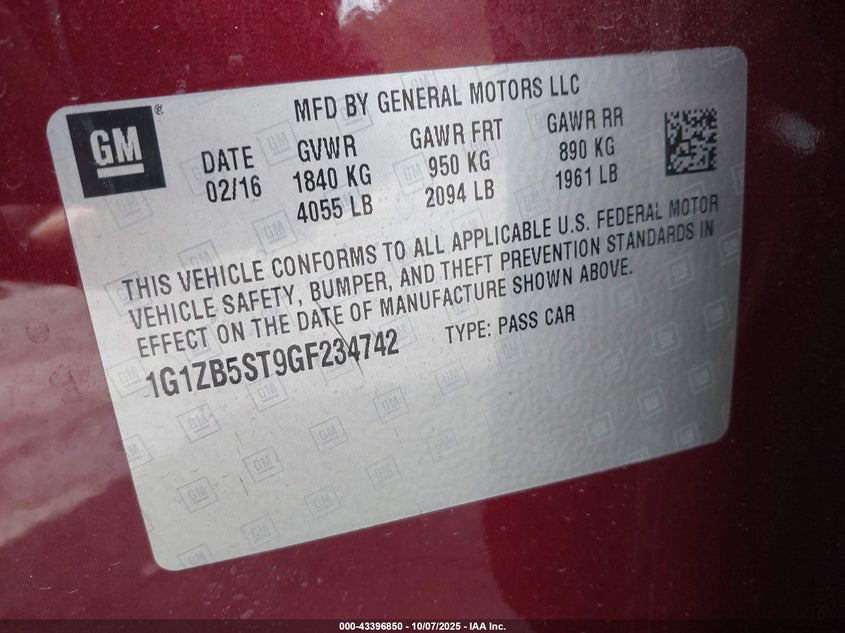 GM
MFD BY GENERAL MOTORS LLC
DATE GVWR GAWR FRT GAWR RR
02/16 1840 KG 950 KG 890 KG
4055 LB 2094 LB 1961 LB
THIS VEHICLE CONFORMS TO ALL APPLICABLE U.S. FEDERAL MOTOR
VEHICLE SAFETY, BUMPER, AND THEFT PREVENTION STANDARDS IN
EFFECT ON THE DATE OF MANUFACTURE SHOWN ABOVE.
1G1ZB5ST9GF234742 TYPE: PASS CAR
000-43396850 - 10/07/2025 - IAA Inc.